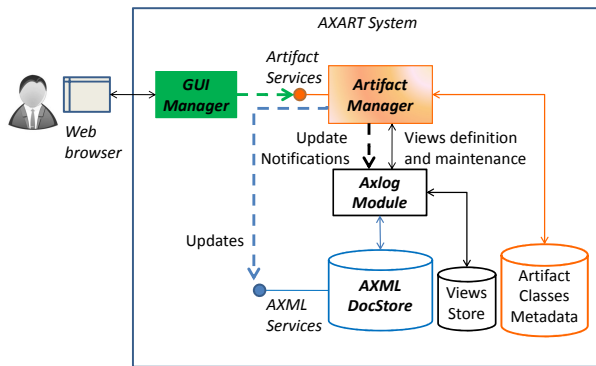 AXART System
Artifact
Services
GUI
Manager
Artifact
Manager
Web
browser
Update
Notifications
Views definition
and maintenance
Axlog
Module
Updates
AXML
Services
AXML
DocStore
Views
Store
Artifact
Classes
Metadata